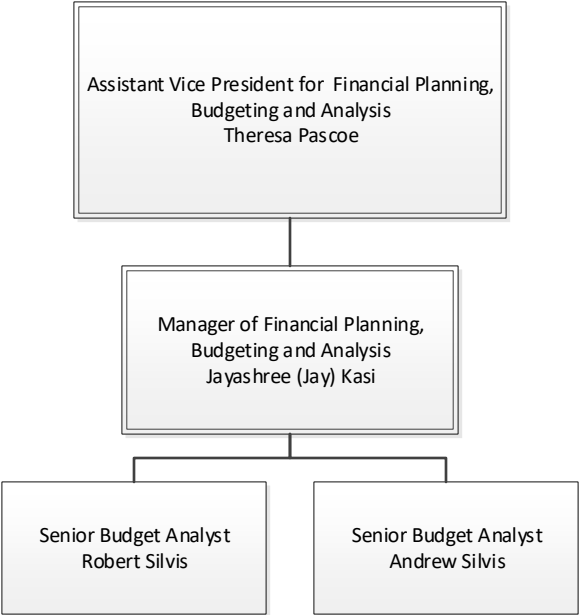 Assistant Vice President for  Financial Planning,
Budgeting and Analysis
Theresa Pascoe
Manager of Financial Planning,
Budgeting and Analysis
Jayashree (Jay) Kasi
Senior Budget Analyst
Robert Silvis
Senior Budget Analyst
Andrew Silvis